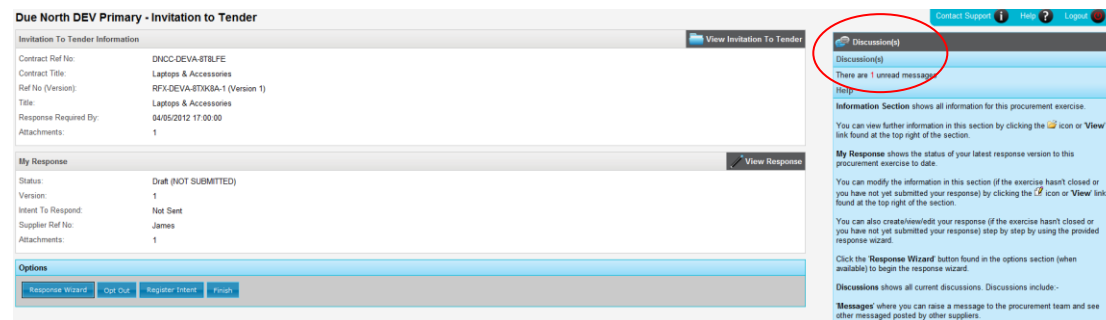 Due North DEV Primary - Invitation to Tender
Contact Support Help Logout
Invitation To Tender Information
View Invitation To Tender
Contract Ref No: DNCC-DEVA-8T8LFE
Contract Title: Laptops & Accessories
Ref No (Version): RFX-DEVA-8TXK8A-1 (Version 1)
Title: Laptops & Accessories
Response Required By: 04/05/2012 17:00:00
Attachments: 1
My Response
View Response
Status: Draft (NOT SUBMITTED)
Version: 1
Intent To Respond: Not Sent
Supplier Ref No: James
Attachments: 1
Options
Response Wizard Opt Out Register Intent Finish
Discussion(s)
Discussion(s)
There are 1 unread messages
Help
Information Section shows all information for this procurement exercise.
You can view further information in this section by clicking the icon or 'View'
link found at the top right of the section.
My Response shows the status of your latest response version to this
procurement exercise to date.
You can modify the information in this section (if the exercise hasn't closed or
you have not yet submitted your response) by clicking the icon or 'View' link
found at the top right of the section.
You can also create/view/edit your response (if the exercise hasn't closed or
you have not yet submitted your response) step by step by using the provided
response wizard.
Click the 'Response Wizard' button found in the options section (when
available) to begin the response wizard.
Discussions shows all current discussions. Discussions include:-
'Messages' where you can raise a message to the procurement team and see
other messaged posted by other suppliers.